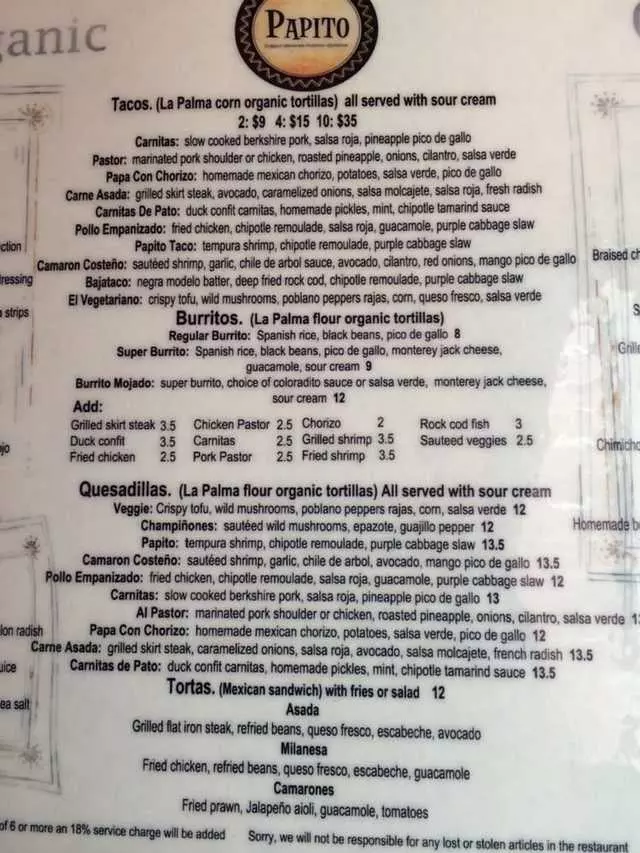 ganic
PAPITO
Tacos. (La Palma corn organic tortillas) all served with sour cream
2: $9 4: $15 10: $35
Carnitas: slow cooked berkshire pork, salsa roja, pineapple pico de gallo
Pastor: marinated pork shoulder or chicken, roasted pineapple, onions, cilantro, salsa verde
Papa Con Chorizo: homemade mexican chorizo, potatoes, salsa verde, pico de gallo
Carne Asada: grilled skirt steak, avocado, caramelized onions, salsa molcajete, salsa roja, fresh radish
Carnitas De Pato: duck confit carnitas, homemade pickles, mint, chipotle tamarind sauce
Pollo Empanizado: fried chicken, chipotle remoulade, salsa roja, guacamole, purple cabbage slaw
Papito Taco: tempura shrimp, chipotle remoulade, purple cabbage slaw
Camaron Costeño: sautéed shrimp, garlic, chile de arbol sauce, avocado, cilantro, red onions, mango pico de gallo
Bajataco: negra modelo batter, deep fried rock cod, chipotle remoulade, purple cabbage slaw
El Vegetariano: crispy tofu, wild mushrooms, poblano peppers rajas, corn, queso fresco, salsa verde
Burritos. (La Palma flour organic tortillas)
Regular Burrito: Spanish rice, black beans, pico de gallo 8
Super Burrito: Spanish rice, black beans, pico de gallo, monterey jack cheese,
guacamole, sour cream 9
Burrito Mojado: super burrito, choice of coloradito sauce or salsa verde, monterey jack cheese,
sour cream 12
Add:
Grilled skirt steak 3.5 Chicken Pastor 2.5 Chorizo 2 Rock cod fish 3
Duck confit 3.5 Carnitas 2.5 Grilled shrimp 3.5 Sauteed veggies 2.5
Fried chicken 2.5 Pork Pastor 2.5 Fried shrimp 3.5
Quesadillas. (La Palma flour organic tortillas) All served with sour cream
Veggie: Crispy tofu, wild mushrooms, poblano peppers rajas, corn, salsa verde 12
Champiñones: sautéed wild mushrooms, epazote, guajillo pepper 12
Papito: tempura shrimp, chipotle remoulade, purple cabbage slaw 13.5
Camaron Costeño: sautéed shrimp, garlic, chile de arbol, avocado, mango pico de gallo 13.5
Pollo Empanizado: fried chicken, chipotle remoulade, salsa roja, guacamole, purple cabbage slaw 12
Carnitas: slow cooked berkshire pork, salsa roja, pineapple pico de gallo 13
Al Pastor: marinated pork shoulder or chicken, roasted pineapple, onions, cilantro, salsa verde
Papa Con Chorizo: homemade mexican chorizo, potatoes, salsa verde, pico de gallo 12
Carne Asada: grilled skirt steak, caramelized onions, salsa roja, avocado, salsa molcajete, french radish 13.5
Carnitas de Pato: duck confit carnitas, homemade pickles, mint, chipotle tamarind sauce 13.5
Tortas. (Mexican sandwich) with fries or salad 12
Asada
Grilled flat iron steak, refried beans, queso fresco, escabeche, avocado
Milanesa
Fried chicken, refried beans, queso fresco, escabeche, guacamole
Camarones
Fried prawn, Jalapeño aioli, guacamole, tomatoes
of 6 or more an 18% service charge will be added Sorry, we will not be responsible for any lost or stolen articles in the restaurant
ction
ressing
strips
jo
lon radish
uice
ea salt
Braised ch
S
Grille
Chimicho
Homemade b